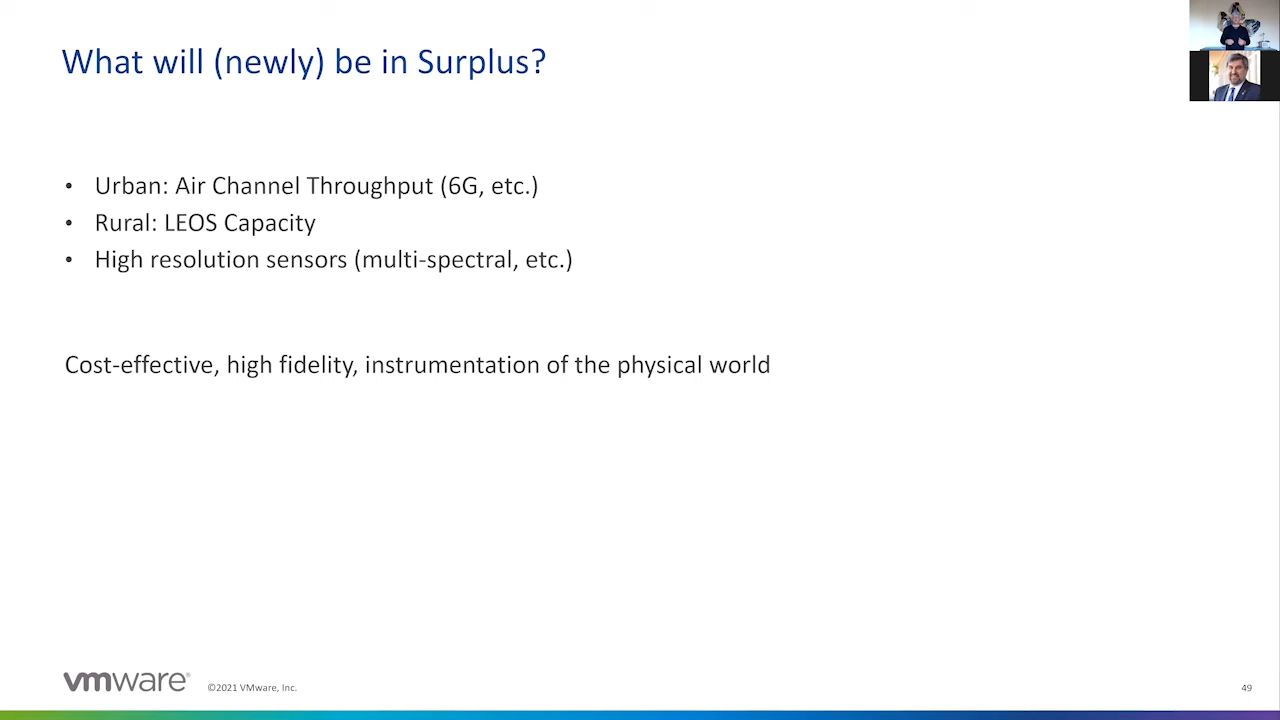 What will (newly) be in Surplus?
• Urban: Air Channel Throughput (6G, etc.)
• Rural: LEOS Capacity
• High resolution sensors (multi-spectral, etc.)
Cost-effective, high fidelity, instrumentation of the physical world
vmware®
©2021 VMware, Inc.
49